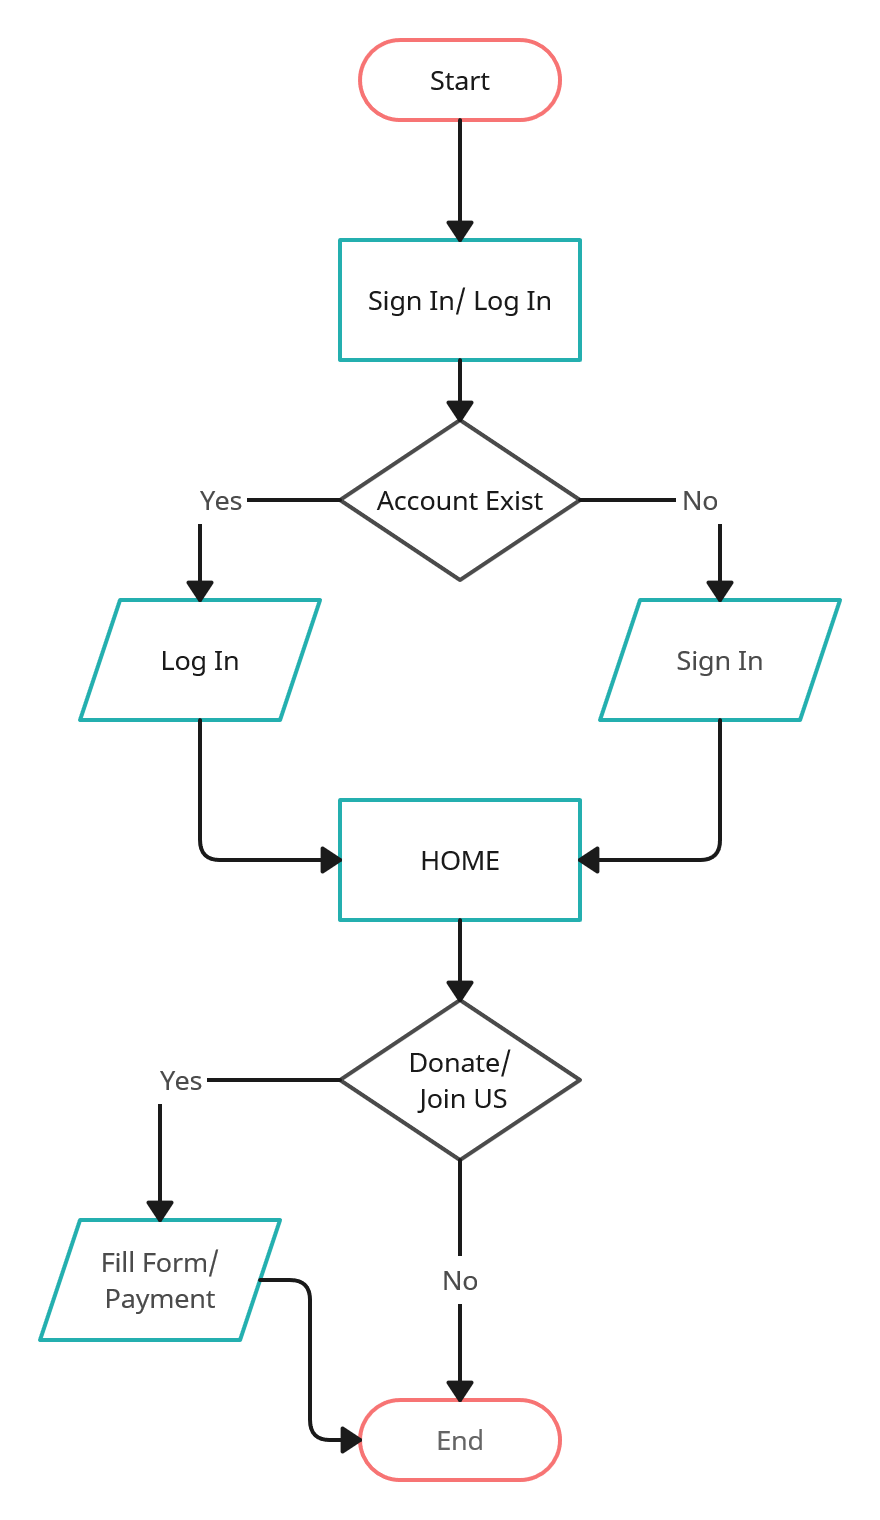 Start
Sign In/ Log In
Account Exist
Yes
No
Log In
Sign In
HOME
Donate/
Join US
Yes
Fill Form/
Payment
No
End